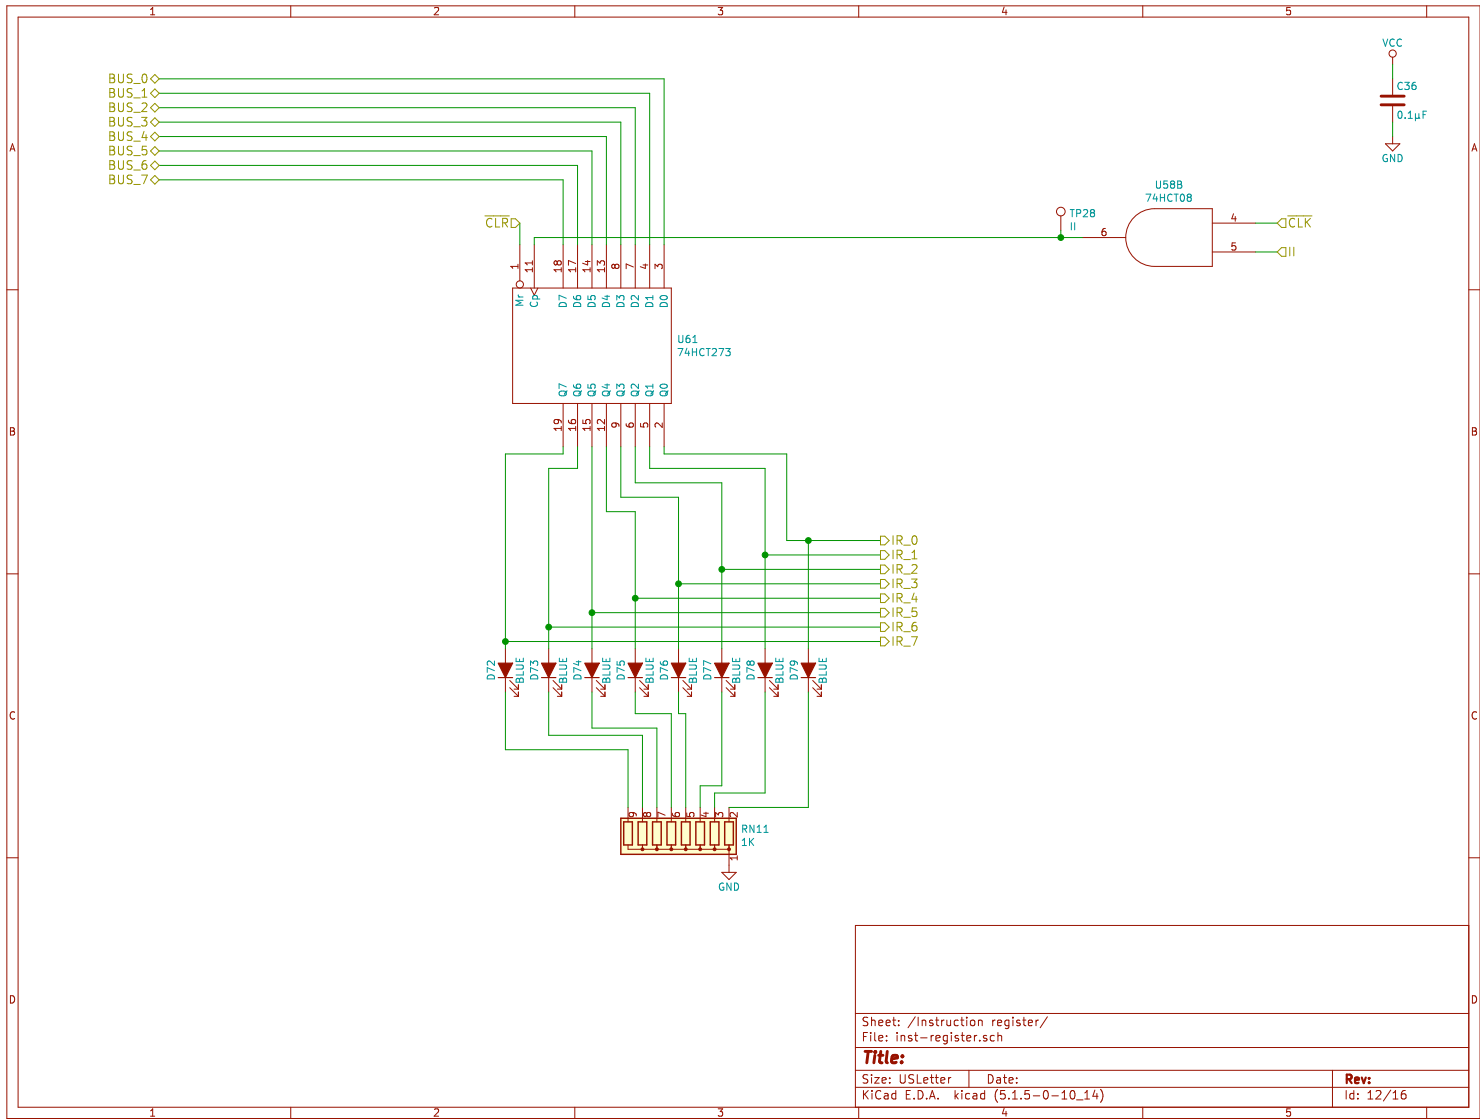 1 2 3 4 5
VCC
C36
0.1µF
GND
BUS_0
BUS_1
BUS_2
BUS_3
BUS_4
BUS_5
BUS_6
BUS_7
A A
U58B
74HCT08
CLR
TP28
II
6
4
CLK
5
II
1 11 18 17 14 13 8 7 4 3
Mr Cp D7 D6 D5 D4 D3 D2 D1 D0
U61
74HCT273
Q7 Q6 Q5 Q4 Q3 Q2 Q1 Q0
19 16 15 12 9 6 5 2
B B
IR_0
IR_1
IR_2
IR_3
IR_4
IR_5
IR_6
IR_7
D72 BLUE D73 BLUE D74 BLUE D75 BLUE D76 BLUE D77 BLUE D78 BLUE D79 BLUE
C C
9 8 7 6 5 4 3 2
RN11
1K
1
GND
D D
Sheet: /Instruction register/
File: inst-register.sch
Title:
Size: USLetter Date: Rev:
KiCad E.D.A. kicad (5.1.5-0-10_14) Id: 12/16
1 2 3 4 5